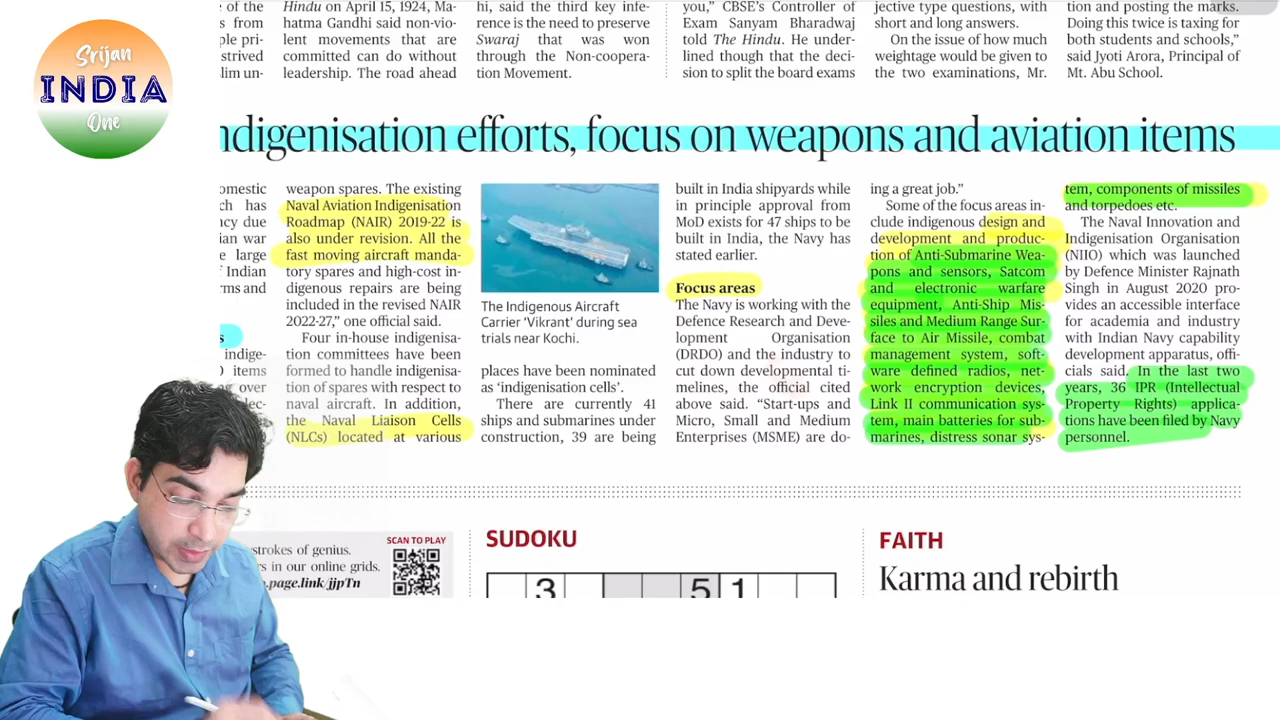 Srijan
INDIA
One
Hindu on April 15, 1924, Ma-
hatma Gandhi said non-vio-
lent movements that are
committed can do without
leadership. The road ahead
hi, said the third key infe-
rence is the need to preserve
Swaraj that was won
through the Non-coopera-
tion Movement.
you,” CBSE’s Controller of
Exam Sanyam Bharadwaj
told The Hindu. He under-
lined though that the deci-
sion to split the board exams
jective type questions, with
short and long answers.
On the issue of how much
weightage would be given to
the two examinations, Mr.
tion and posting the marks.
Doing this twice is taxing for
both students and schools,”
said Jyoti Arora, Principal of
Mt. Abu School.
ndigenisation efforts, focus on weapons and aviation items
weapon spares. The existing
Naval Aviation Indigenisation
Roadmap (NAIR) 2019-22 is
also under revision. All the
fast moving aircraft manda-
tory spares and high-cost in-
digenous repairs are being
included in the revised NAIR
2022-27,” one official said.
Four in-house indigenisa-
tion committees have been
formed to handle indigenisa-
tion of spares with respect to
naval aircraft. In addition,
the Naval Liaison Cells
(NLCs) located at various
The Indigenous Aircraft
Carrier ‘Vikrant’ during sea
trials near Kochi.
places have been nominated
as ‘indigenisation cells’.
There are currently 41
ships and submarines under
construction, 39 are being
built in India shipyards while
in principle approval from
MoD exists for 47 ships to be
built in India, the Navy has
stated earlier.
Focus areas
The Navy is working with the
Defence Research and Deve-
lopment Organisation
(DRDO) and the industry to
cut down developmental ti-
melines, the official cited
above said. “Start-ups and
Micro, Small and Medium
Enterprises (MSME) are do-
ing a great job.”
Some of the focus areas in-
clude indigenous design and
development and produc-
tion of Anti-Submarine Wea-
pons and sensors, Satcom
and electronic warfare
equipment, Anti-Ship Mis-
siles and Medium Range Sur-
face to Air Missile, combat
management system, soft-
ware defined radios, net-
work encryption devices,
Link II communication sys-
tem, main batteries for sub-
marines, distress sonar sys-
tem, components of missiles
and torpedoes etc.
The Naval Innovation and
Indigenisation Organisation
(NIIO) which was launched
by Defence Minister Rajnath
Singh in August 2020 pro-
vides an accessible interface
for academia and industry
with Indian Navy capability
development apparatus, offi-
cials said. In the last two
years, 36 IPR (Intellectual
Property Rights) applica-
tions have been filed by Navy
personnel.
strokes of genius.
rs in our online grids.
page.link/jjpTn
SCAN TO PLAY
SUDOKU
3 5 1
FAITH
Karma and rebirth